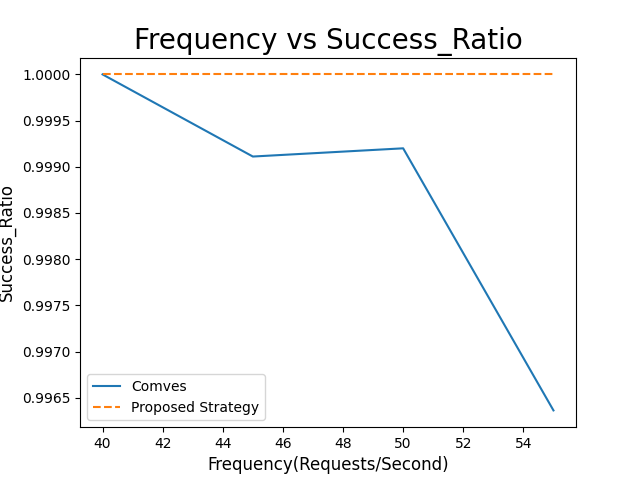 Frequency vs Success_Ratio
1.0000
0.9995
0.9990
0.9985
0.9980
0.9975
0.9970
0.9965
Success_Ratio
Comves
Proposed Strategy
40 42 44 46 48 50 52 54
Frequency(Requests/Second)